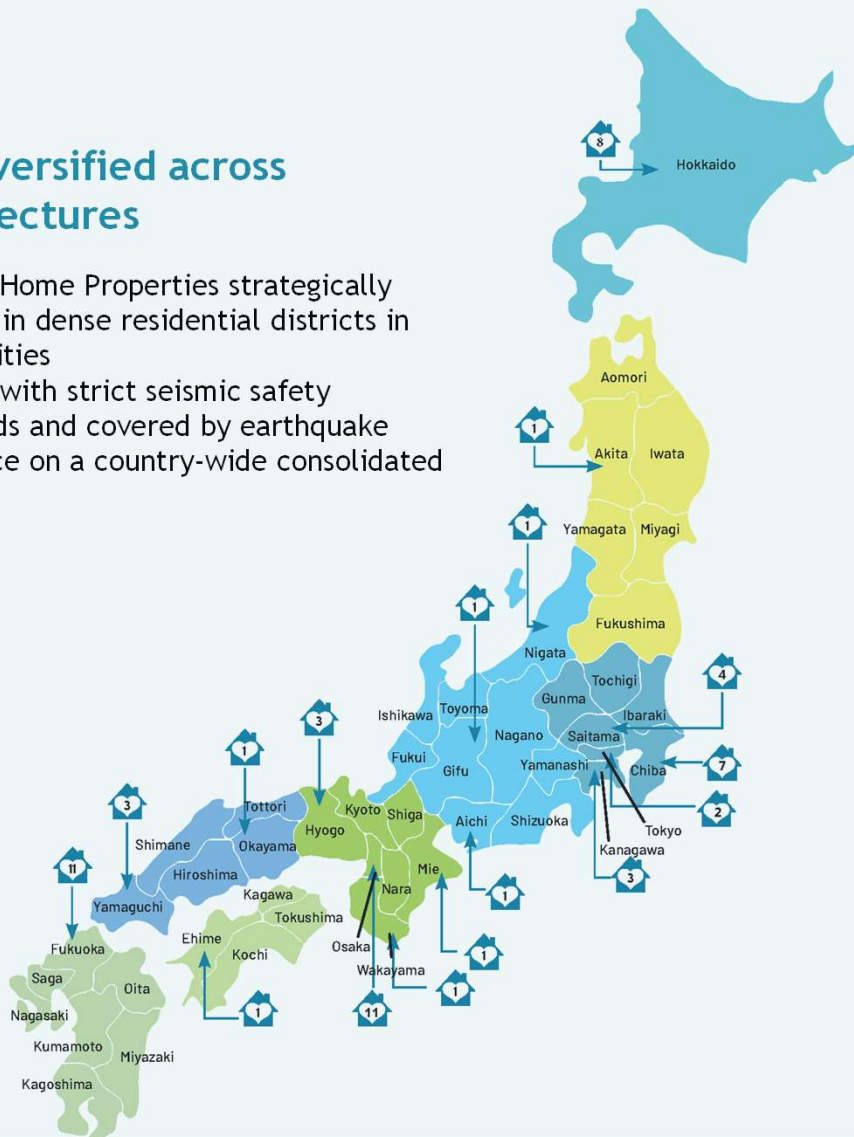 versified across
ectures
Home Properties strategically
in dense residential districts in
ities
with strict seismic safety
ds and covered by earthquake
ce on a country-wide consolidated
8
Hokkaido
Aomori
1
Akita
Iwata
1
Yamagata
Miyagi
1
Fukushima
Nigata
4
Tochigi
Gunma
Ibaraki
3
Ishikawa
Toyoma
Saitama
1
Nagano
Fukui
Gifu
Yamanashi
Chiba
7
3
Tottori
Kyoto
Shiga
2
Hyogo
Aichi
Shizuoka
Tokyo
Shimane
Okayama
Kanagawa
11
Hiroshima
Mie
3
Nara
Kagawa
1
Yamaguchi
Tokushima
Ehime
Osaka
Fukuoka
Kochi
1
Wakayama
Saga
Oita
1
Nagasaki
1
11
Kumamoto
Miyazaki
Kagoshima